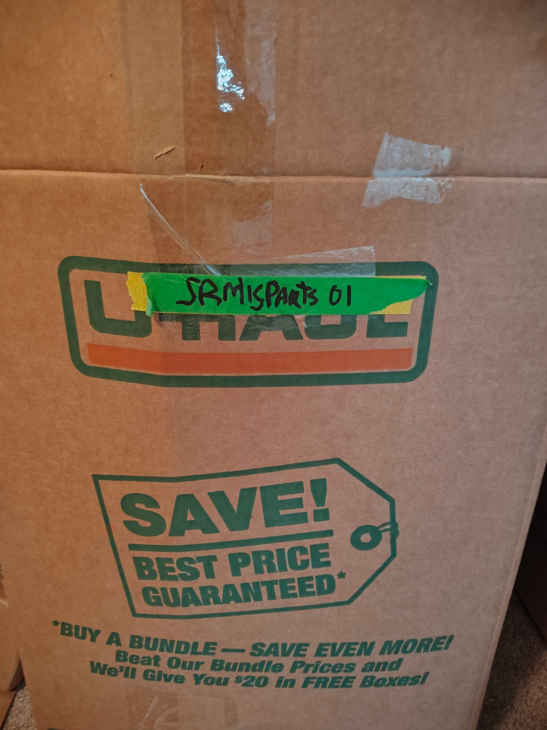 SRMISPARTS 01
U-HAUL
SAVE!
BEST PRICE
GUARANTEED*
*BUY A BUNDLE — SAVE EVEN MORE!
Beat Our Bundle Prices and
We'll Give You $20 in FREE Boxes!